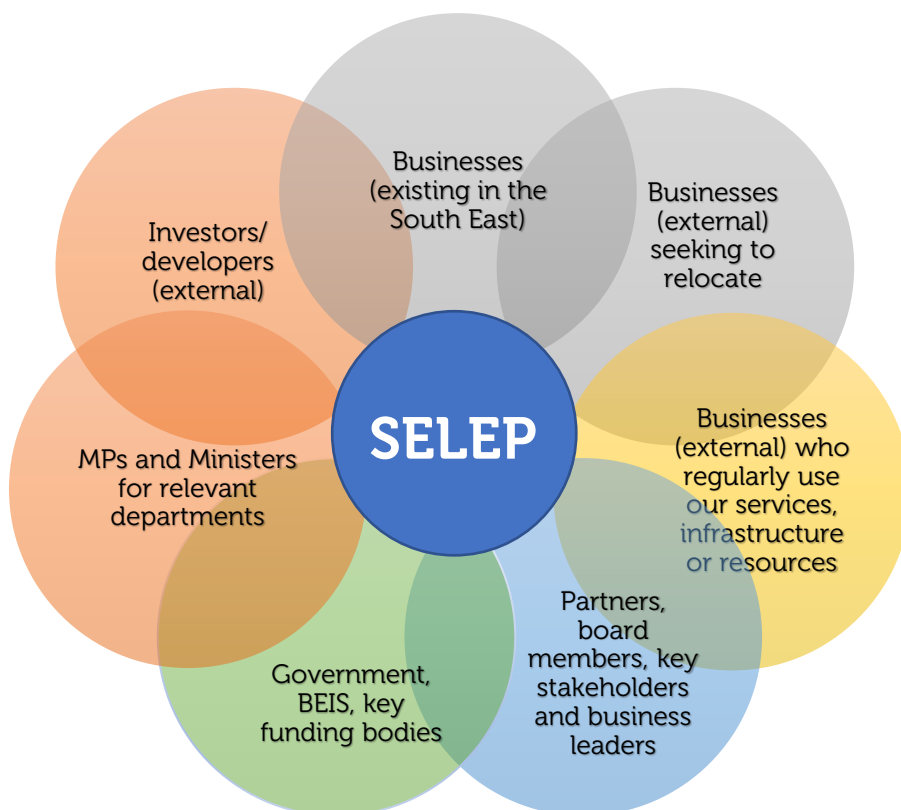 Businesses
(existing in the
South East)
Businesses
(external)
seeking to
relocate
Investors/
developers
(external)
SELEP
Businesses
(external) who
regularly use
our services,
infrastructure
or resources
MPs and Ministers
for relevant
departments
Partners,
board
members, key
stakeholders
and business
leaders
Government,
BEIS, key
funding bodies